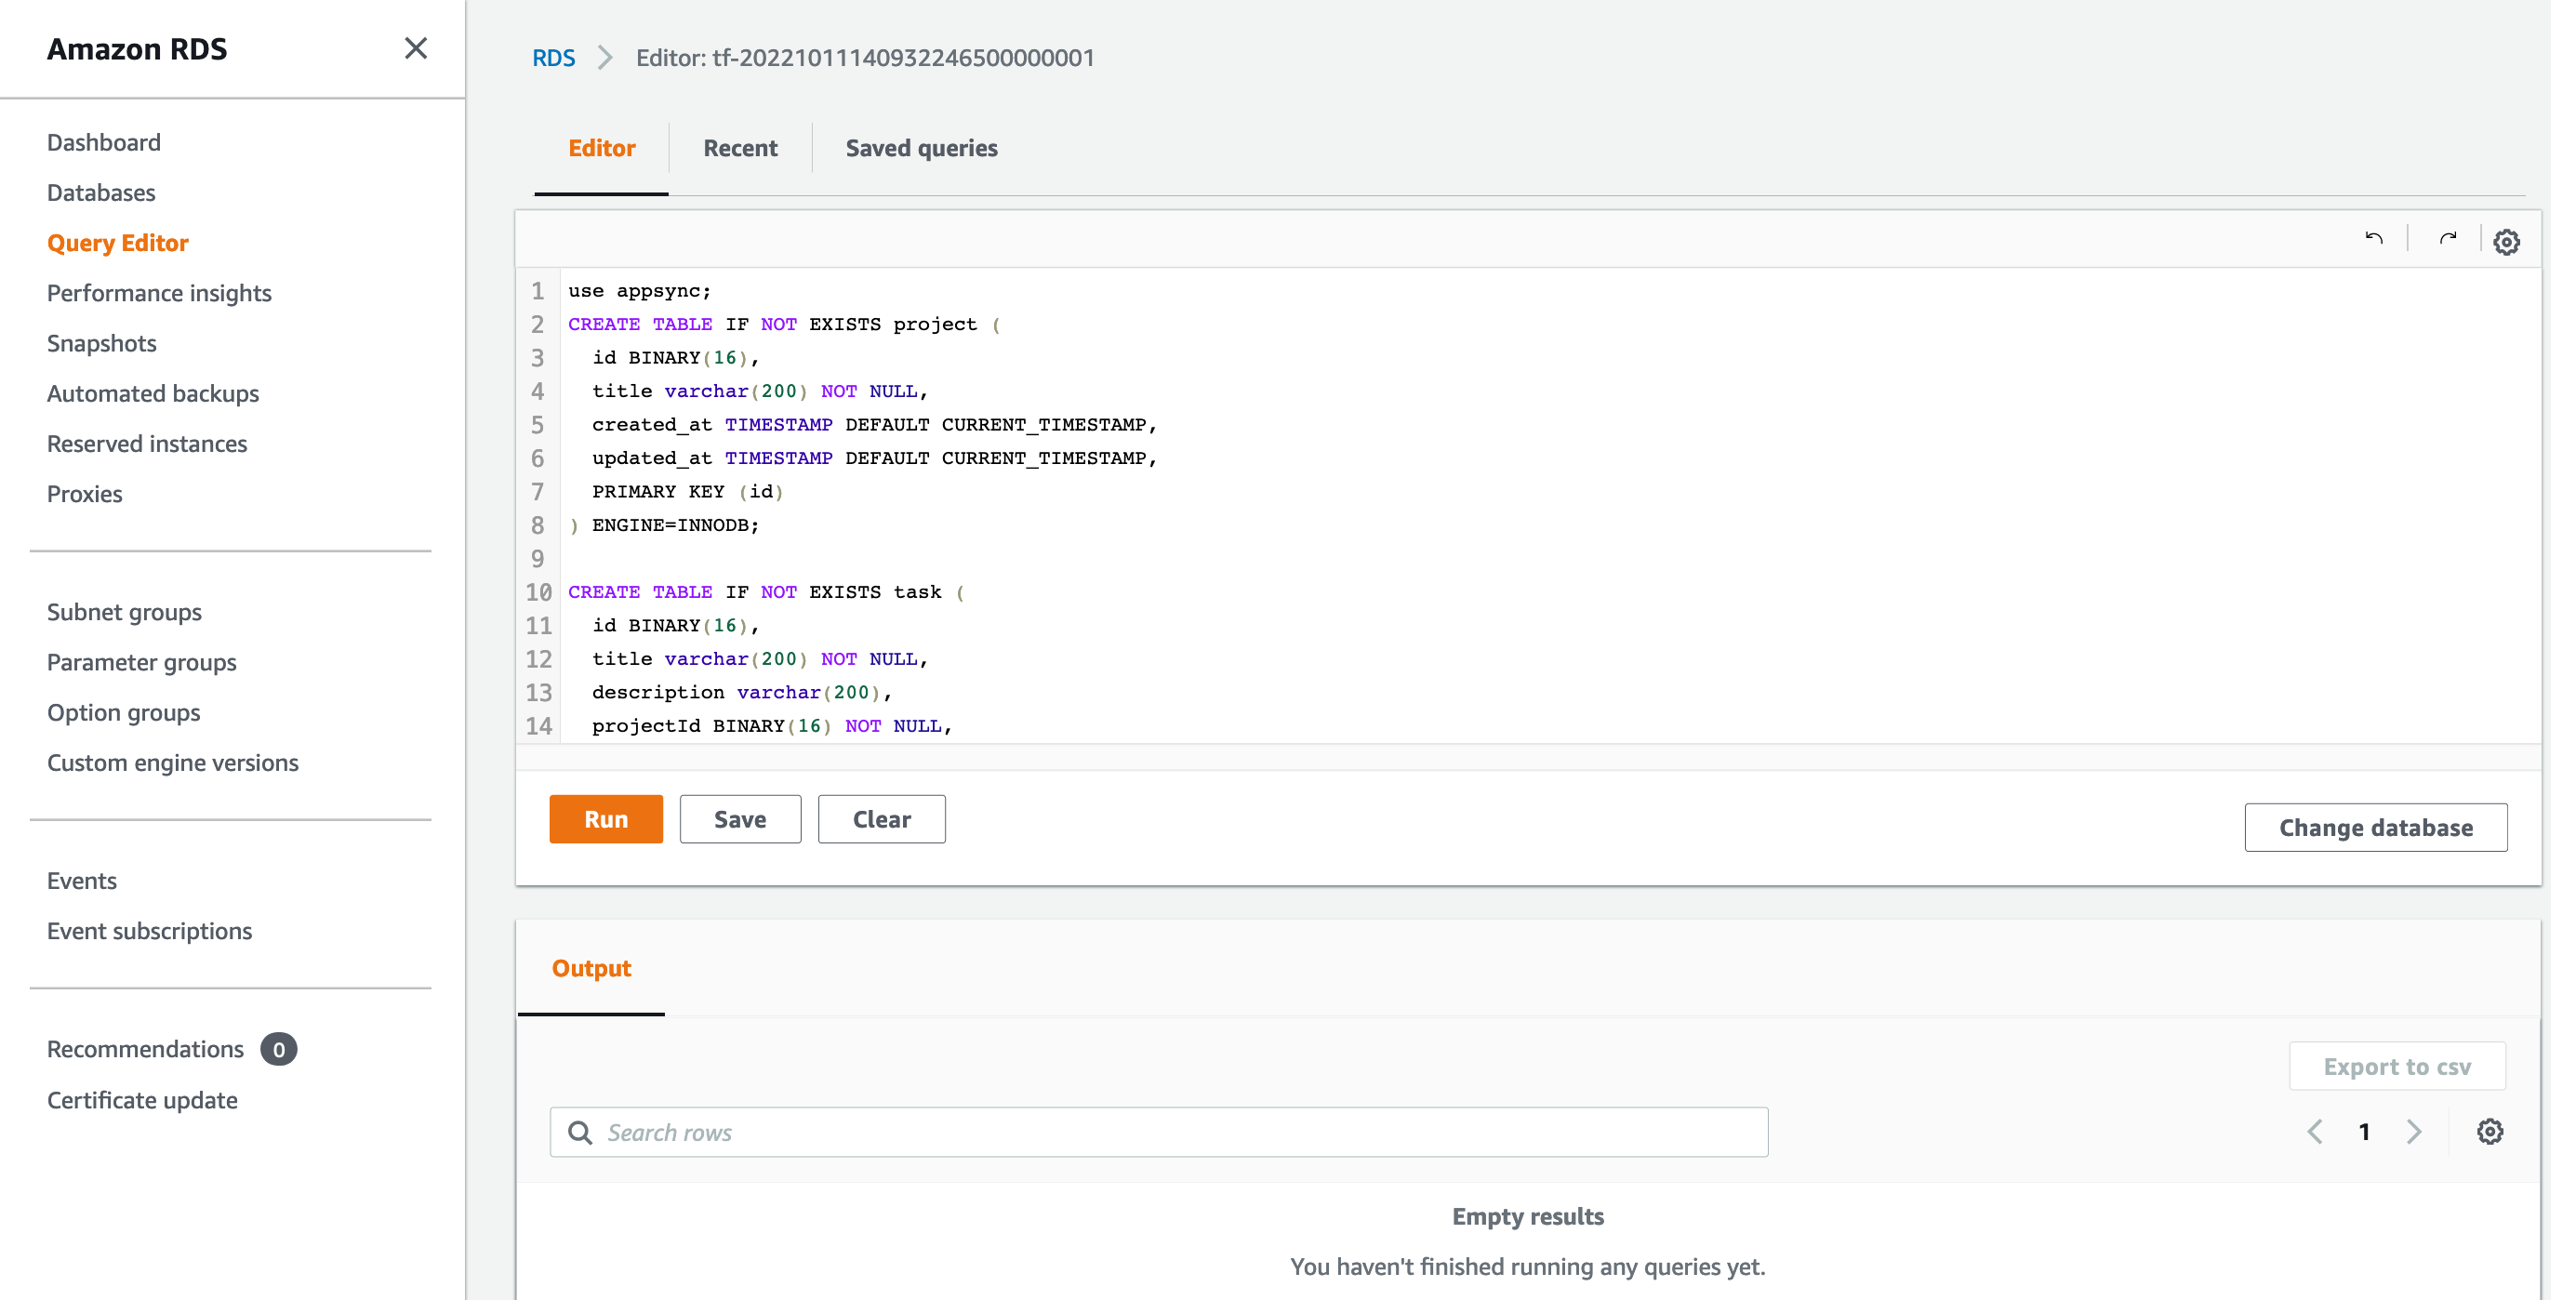 Amazon RDS
Dashboard
Databases
Query Editor
Performance insights
Snapshots
Automated backups
Reserved instances
Proxies
Subnet groups
Parameter groups
Option groups
Custom engine versions
Events
Event subscriptions
Recommendations 0
Certificate update
RDS > Editor: tf-20221011140932246500000001
Editor Recent Saved queries
1 use appsync;
2 CREATE TABLE IF NOT EXISTS project (
3 id BINARY(16),
4 title varchar(200) NOT NULL,
5 created_at TIMESTAMP DEFAULT CURRENT_TIMESTAMP,
6 updated_at TIMESTAMP DEFAULT CURRENT_TIMESTAMP,
7 PRIMARY KEY (id)
8 ) ENGINE=INNODB;
9
10 CREATE TABLE IF NOT EXISTS task (
11 id BINARY(16),
12 title varchar(200) NOT NULL,
13 description varchar(200),
14 projectId BINARY(16) NOT NULL,
Run Save Clear Change database
Output
Export to csv
Search rows 1
Empty results
You haven't finished running any queries yet.